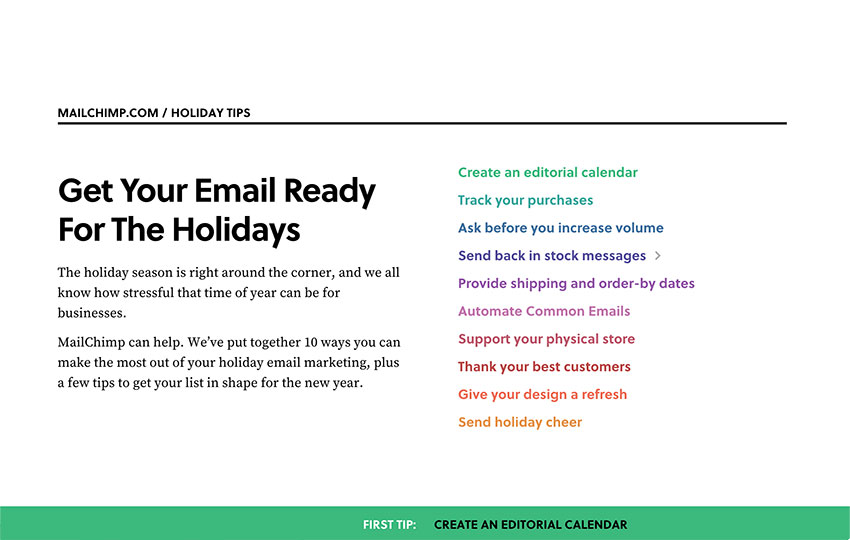 MAILCHIMP.COM / HOLIDAY TIPS
Get Your Email Ready
For The Holidays
The holiday season is right around the corner, and we all
know how stressful that time of year can be for
businesses.
MailChimp can help. We’ve put together 10 ways you can
make the most out of your holiday email marketing, plus
a few tips to get your list in shape for the new year.
Create an editorial calendar
Track your purchases
Ask before you increase volume
Send back in stock messages >
Provide shipping and order-by dates
Automate Common Emails
Support your physical store
Thank your best customers
Give your design a refresh
Send holiday cheer
FIRST TIP: CREATE AN EDITORIAL CALENDAR